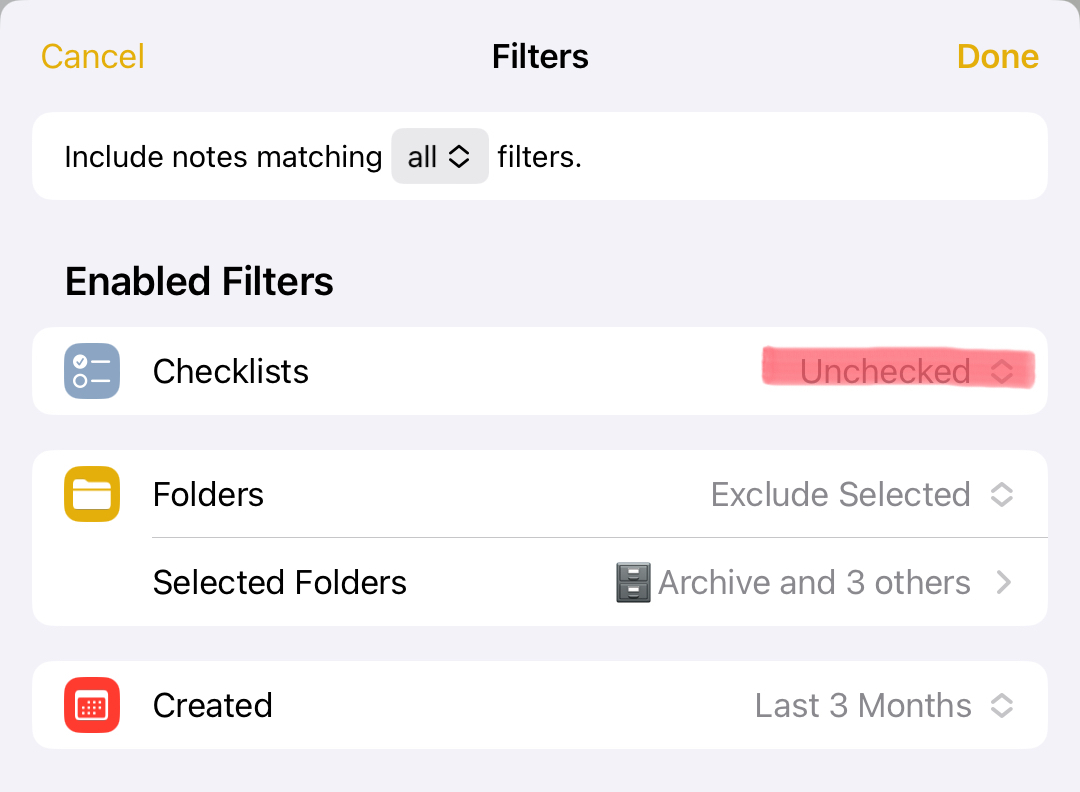 Cancel Filters Done
Include notes matching all filters.
Enabled Filters
Checklists Unchecked
Folders Exclude Selected
Selected Folders Archive and 3 others
Created Last 3 Months